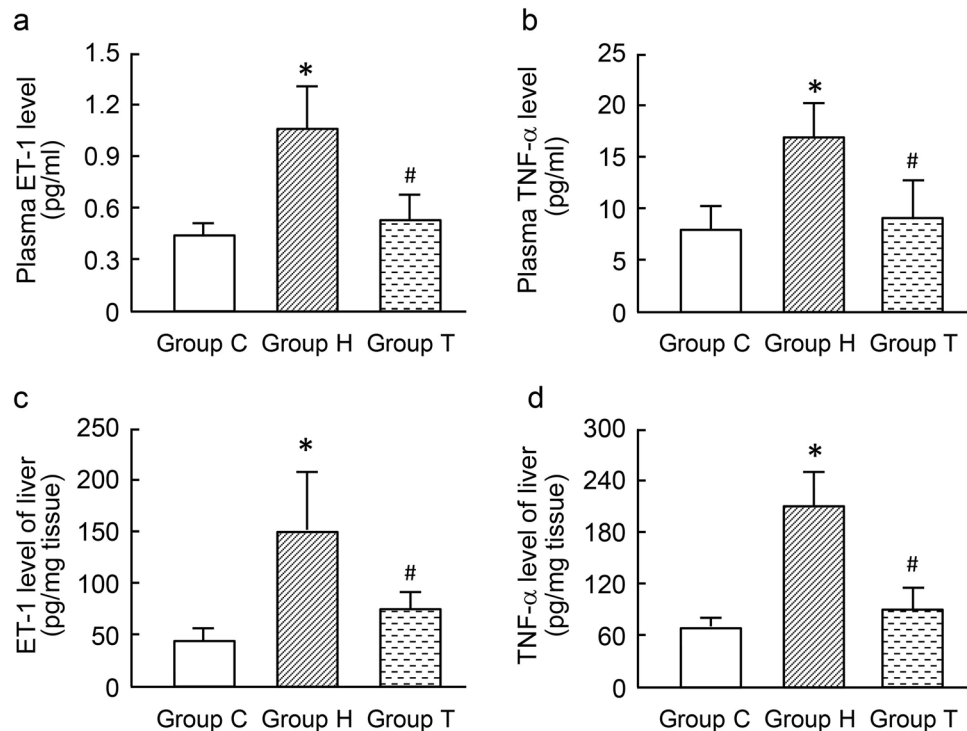 a
Plasma ET-1 level
(pg/ml)
1.5
1.2
0.9
0.6
0.3
0
*
#
Group C Group H Group T
b
Plasma TNF-α level
(pg/ml)
25
20
15
10
5
0
*
#
Group C Group H Group T
c
ET-1 level of liver
(pg/mg tissue)
250
200
150
100
50
0
*
#
Group C Group H Group T
d
TNF-α level of liver
(pg/mg tissue)
300
240
180
120
60
0
*
#
Group C Group H Group T